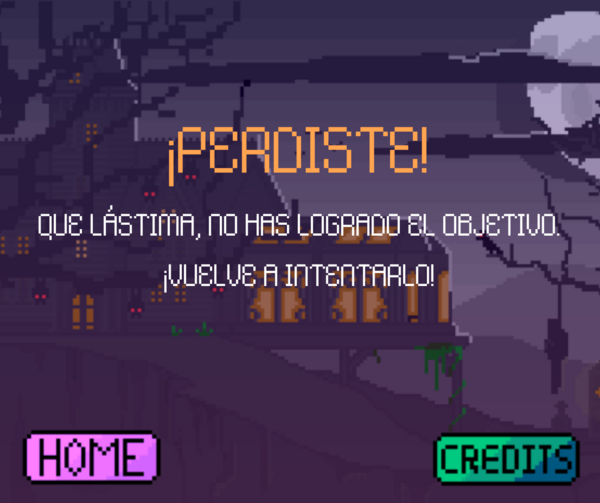 ¡PERDISTE!
QUE LÁSTIMA, NO HAS LOGRADO EL OBJETIVO.
¡VUELVE A INTENTARLO!
HOME
CREDITS